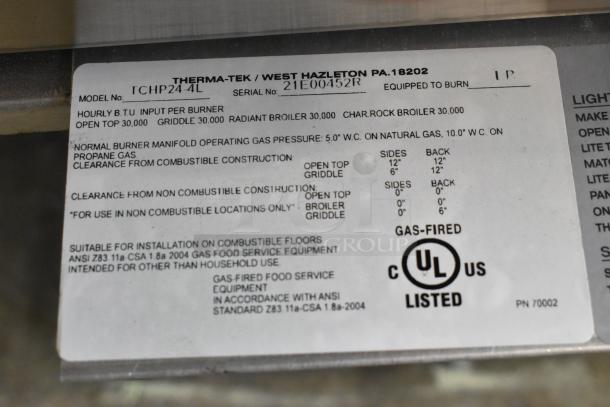 THERMA-TEK / WEST HAZLETON PA.18202
MODEL No: TCHP24-4L SERIAL No: 21E00452R EQUIPPED TO BURN LP
HOURLY B.T.U. INPUT PER BURNER
OPEN TOP 30,000 GRIDDLE 30.000 RADIANT BROILER 30,000 CHAR.ROCK BROILER 30.000
NORMAL BURNER MANIFOLD OPERATING GAS PRESSURE: 5.0" W.C. ON NATURAL GAS, 10.0" W.C. ON
PROPANE GAS
CLEARANCE FROM COMBUSTIBLE CONSTRUCTION: SIDES BACK
OPEN TOP 12" 12"
GRIDDLE 6" 12"
CLEARANCE FROM NON COMBUSTIBLE CONSTRUCTION: SIDES BACK
OPEN TOP 0" 0"
"FOR USE IN NON COMBUSTIBLE LOCATIONS ONLY" BROILER 0" 0"
GRIDDLE 0" 6"
SUITABLE FOR INSTALLATION ON COMBUSTIBLE FLOORS
ANSI Z83.11a CSA 1.8a 2004 GAS FOOD SERVICE EQUIPMENT
INTENDED FOR OTHER THAN HOUSEHOLD USE
GAS-FIRED FOOD SERVICE
EQUIPMENT
IN ACCORDANCE WITH ANSI
STANDARD Z83.11a-CSA 1.8a-2004
GAS-FIRED
C UL US
LISTED
PN 70002
GROUP
LIGHT
MAKE
OPEN
LITE T
MATC
LITE
PAN
ON
TH